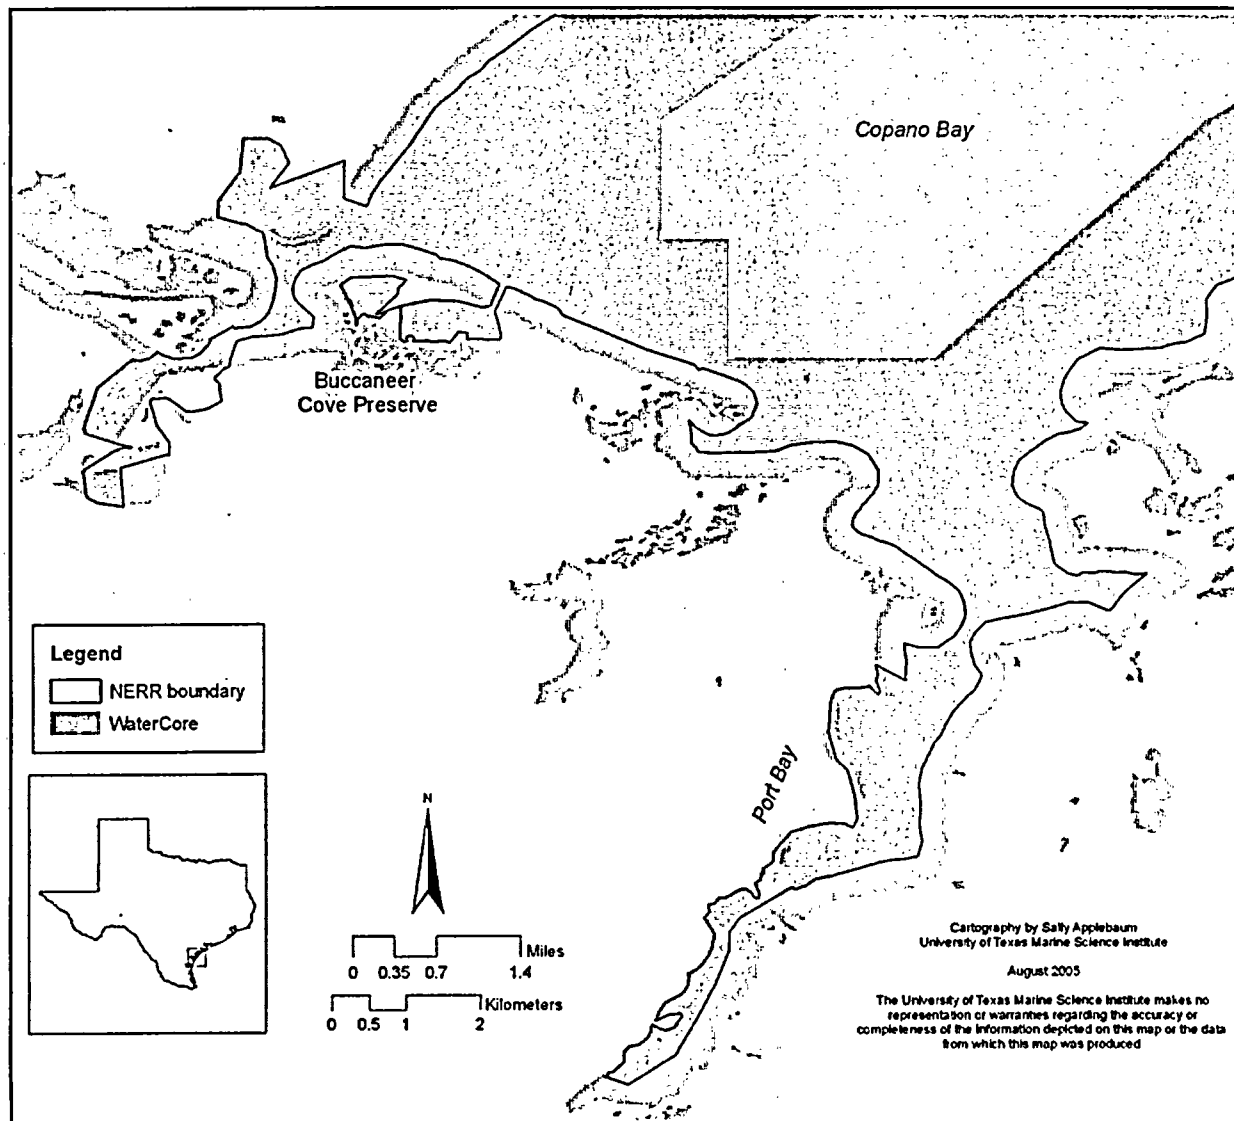 Copano Bay
Buccaneer
Cove Preserve
Legend
NERR boundary
WaterCore
Port Bay
N
Miles
0 0.35 0.7 1.4
Kilometers
0 0.5 1 2
Cartography by Sally Applebaum
University of Texas Marine Science Institute
August 2005
The University of Texas Marine Science Institute makes no
representation or warranties regarding the accuracy or
completeness of the information depicted on this map or the data
from which this map was produced